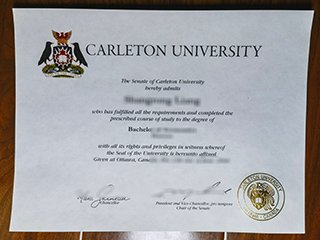 CARLETON UNIVERSITY
The Senate of Carleton University
hereby admits
who has fulfilled all the requirements and completed the
prescribed course of study to the degree of
Bachelor
with all its rights and privileges in witness whereof
the Seal of the University is hereunto affixed
Given at Ottawa,
Chancellor
President and Vice-Chancellor, pro tempore
Chair of the Senate
CARLETON UNIVERSITY